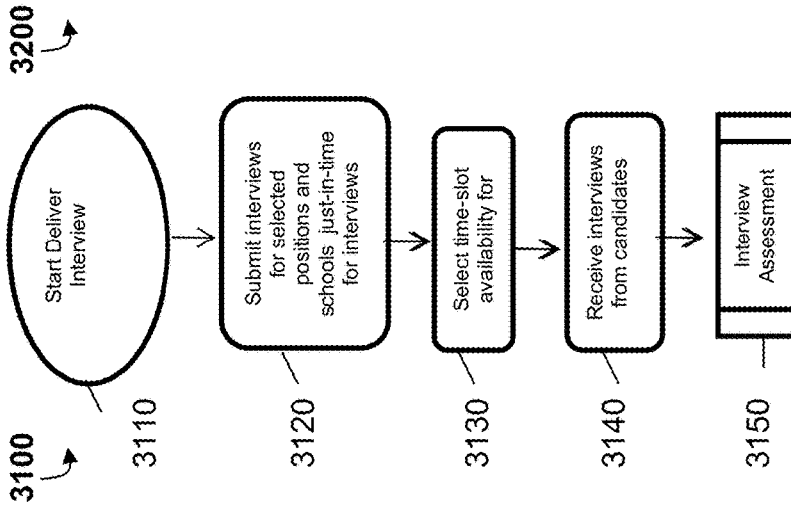 3100
3200
Start Deliver
Interview
3110
Submit interviews
for selected
positions and
schools just-in-time
for interviews
3120
Select time-slot
availability for
3130
Receive interviews
from candidates
3140
Interview
Assessment
3150